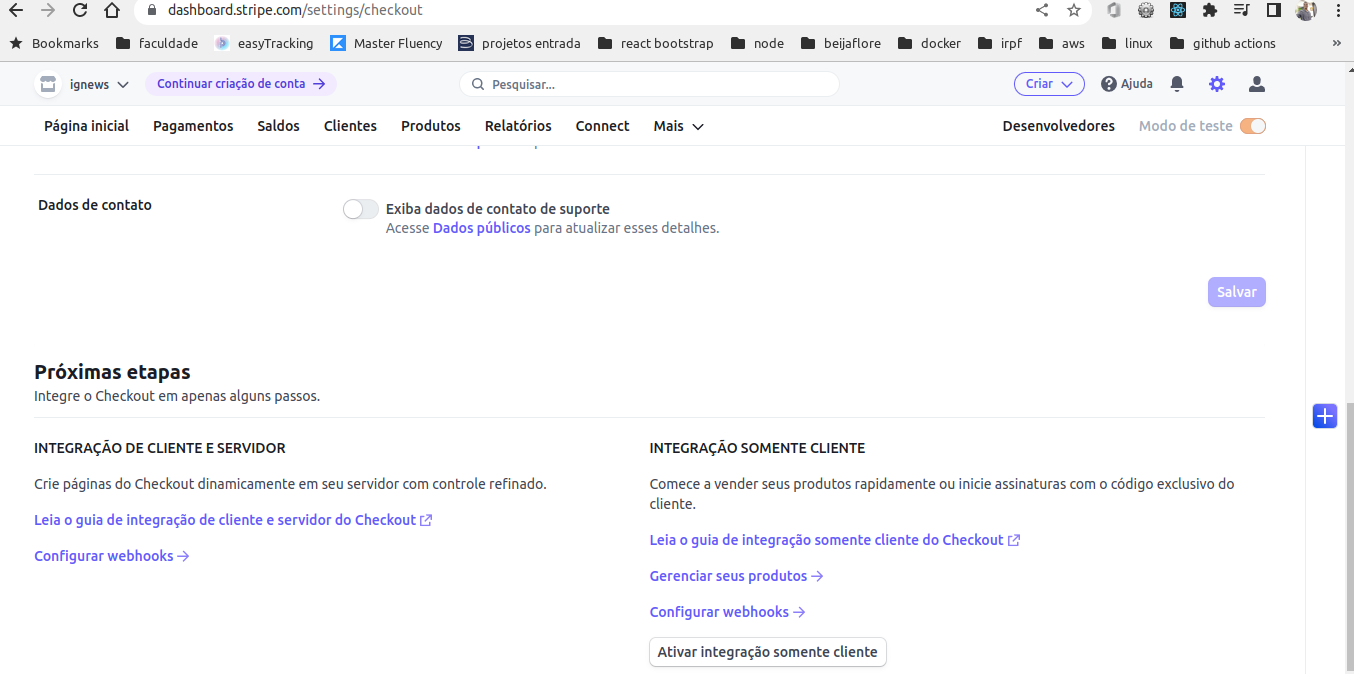 dashboard.stripe.com/settings/checkout
Bookmarks faculdade easyTracking Master Fluency projetos entrada react bootstrap node beijaflore docker irpf aws linux github actions »
ignews Continuar criação de conta → Pesquisar... Criar Ajuda
Página inicial Pagamentos Saldos Clientes Produtos Relatórios Connect Mais Desenvolvedores Modo de teste
Dados de contato
Exiba dados de contato de suporte
Acesse Dados públicos para atualizar esses detalhes.
Salvar
Próximas etapas
Integre o Checkout em apenas alguns passos.
INTEGRAÇÃO DE CLIENTE E SERVIDOR
Crie páginas do Checkout dinamicamente em seu servidor com controle refinado.
Leia o guia de integração de cliente e servidor do Checkout
Configurar webhooks →
INTEGRAÇÃO SOMENTE CLIENTE
Comece a vender seus produtos rapidamente ou inicie assinaturas com o código exclusivo do
cliente.
Leia o guia de integração somente cliente do Checkout
Gerenciar seus produtos →
Configurar webhooks →
Ativar integração somente cliente